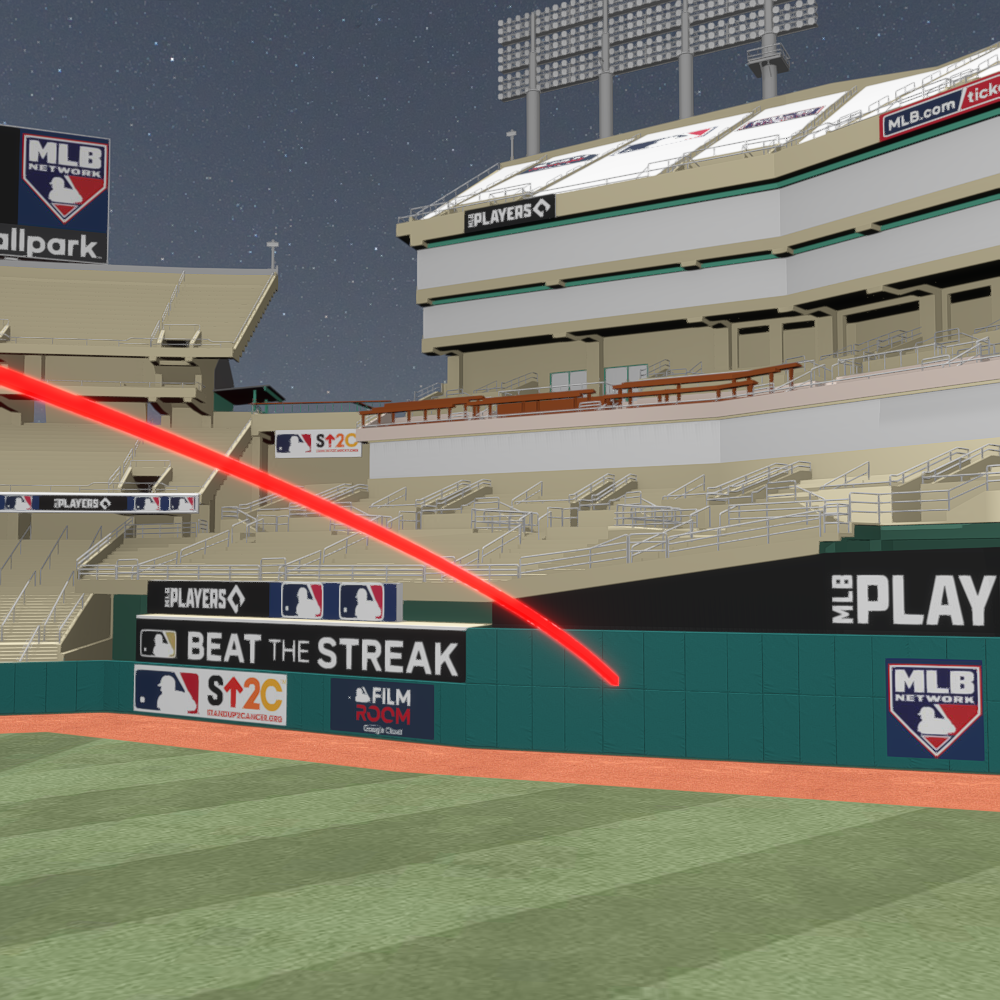 MLB
NETWORK
allpark
MLB PLAYERS
MLB.com
ticke
S↑2C
MLB PLAYERS
MLB PLAYERS
BEAT THE STREAK
S↑2C
STANDUP2CANCER.ORG
FILM
ROOM
Google Cloud
MLB PLAY
MLB
NETWORK